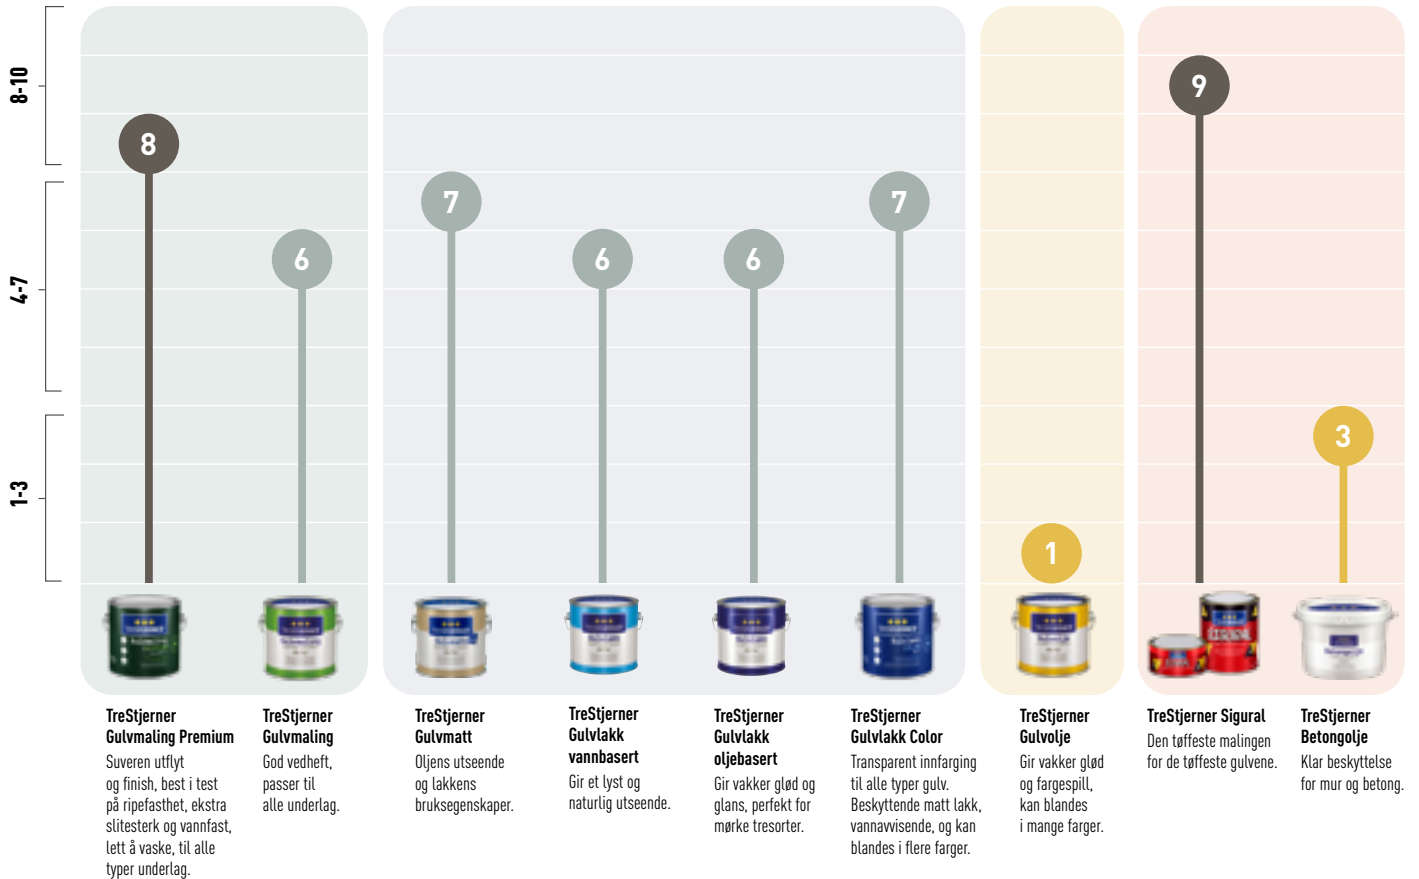 8-10
4-7
1-3
8
6
7
6
6
7
1
9
3
TreStjerner
Gulvmaling Premium
Suveren utflyt
og finish, best i test
på ripefasthet, ekstra
slitesterk og vannfast,
lett å vaske, til alle
typer underlag.
TreStjerner
Gulvmaling
God vedheft,
passer til
alle underlag.
TreStjerner
Gulvmatt
Oljens utseende
og lakkens
bruksegenskaper.
TreStjerner
Gulvlakk
vannbasert
Gir et lyst og
naturlig utseende.
TreStjerner
Gulvlakk
oljebasert
Gir vakker glød og
glans, perfekt for
mørke tresorter.
TreStjerner
Gulvlakk Color
Transparent innfarging
til alle typer gulv.
Beskyttende matt lakk,
vannavvisende, og kan
blandes i flere farger.
TreStjerner
Gulvolje
Gir vakker glød
og fargespill,
kan blandes
i mange farger.
TreStjerner Sigural
Den tøffeste malingen
for de tøffeste gulvene.
TreStjerner
Betongolje
Klar beskyttelse
for mur og betong.